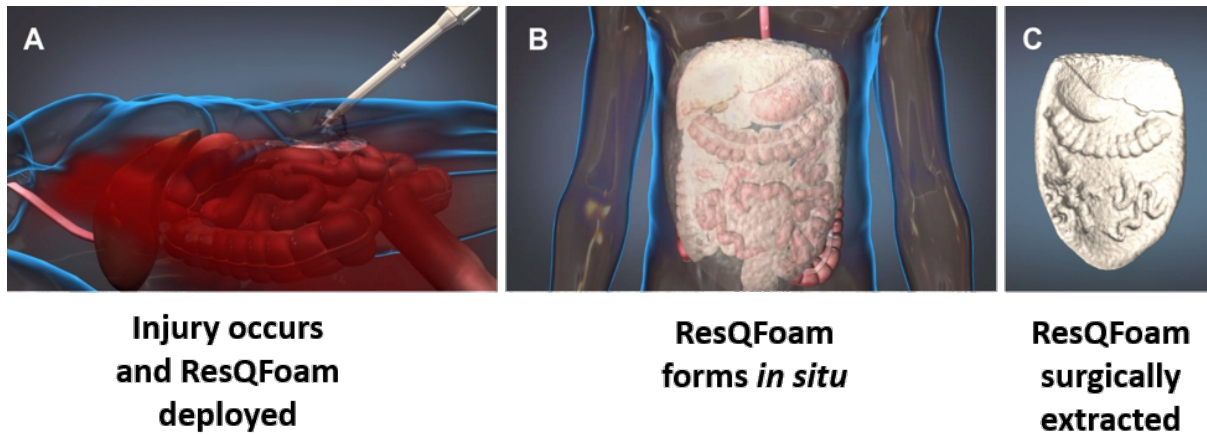 A
B
C
Injury occurs
and ResQFoam
deployed
ResQFoam
forms in situ
ResQFoam
surgically
extracted